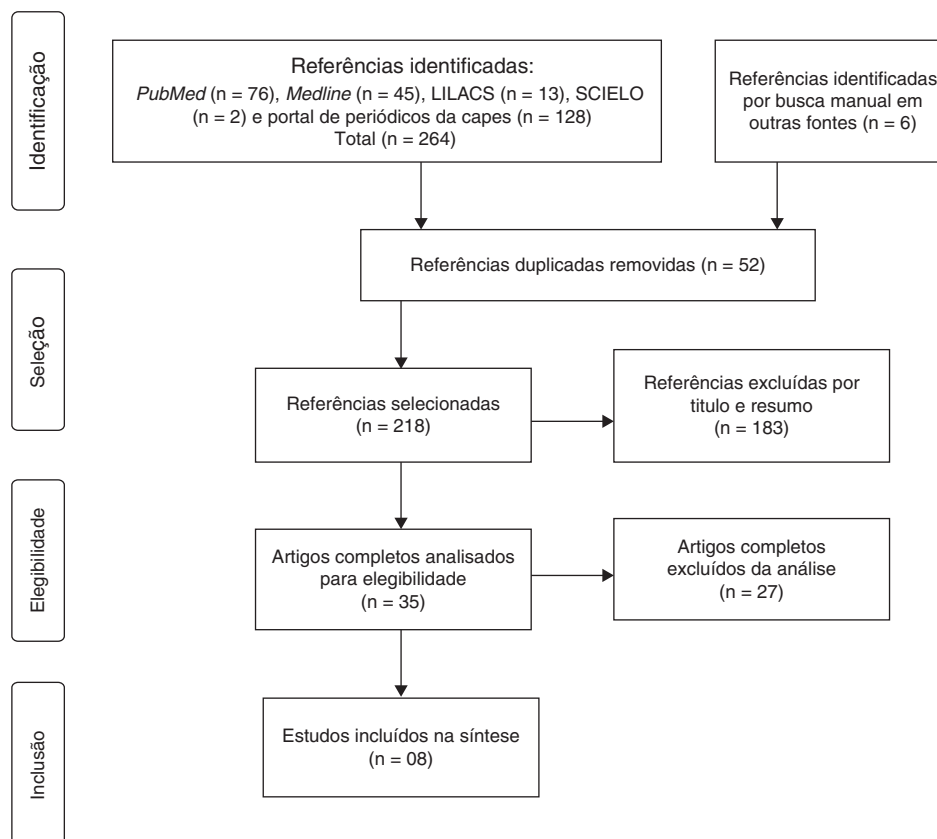 Identificação
Referências identificadas:
PubMed (n = 76), Medline (n = 45), LILACS (n = 13), SCIELO
(n = 2) e portal de periódicos da capes (n = 128)
Total (n = 264)
Referências identificadas
por busca manual em
outras fontes (n = 6)
Referências duplicadas removidas (n = 52)
Seleção
Referências selecionadas
(n = 218)
Referências excluídas por
titulo e resumo
(n = 183)
Elegibilidade
Artigos completos analisados
para elegibilidade
(n = 35)
Artigos completos
excluídos da análise
(n = 27)
Inclusão
Estudos incluídos na síntese
(n = 08)